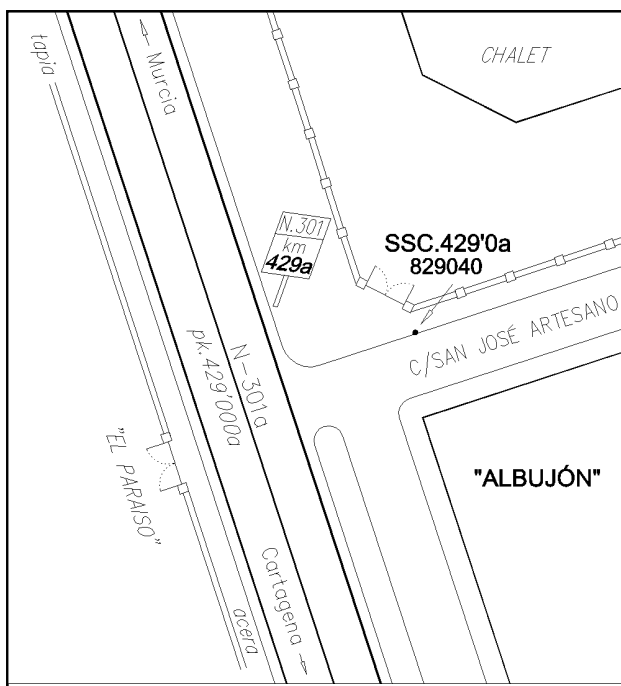 CHALET
tapia
← Murcia
N.301
km
429a
SSC.429'0a
829040
C/SAN JOSÉ ARTESANO
N-301a
pk.429'000a
"EL PARAISO"
"ALBUJÓN"
Cartagena →
acera